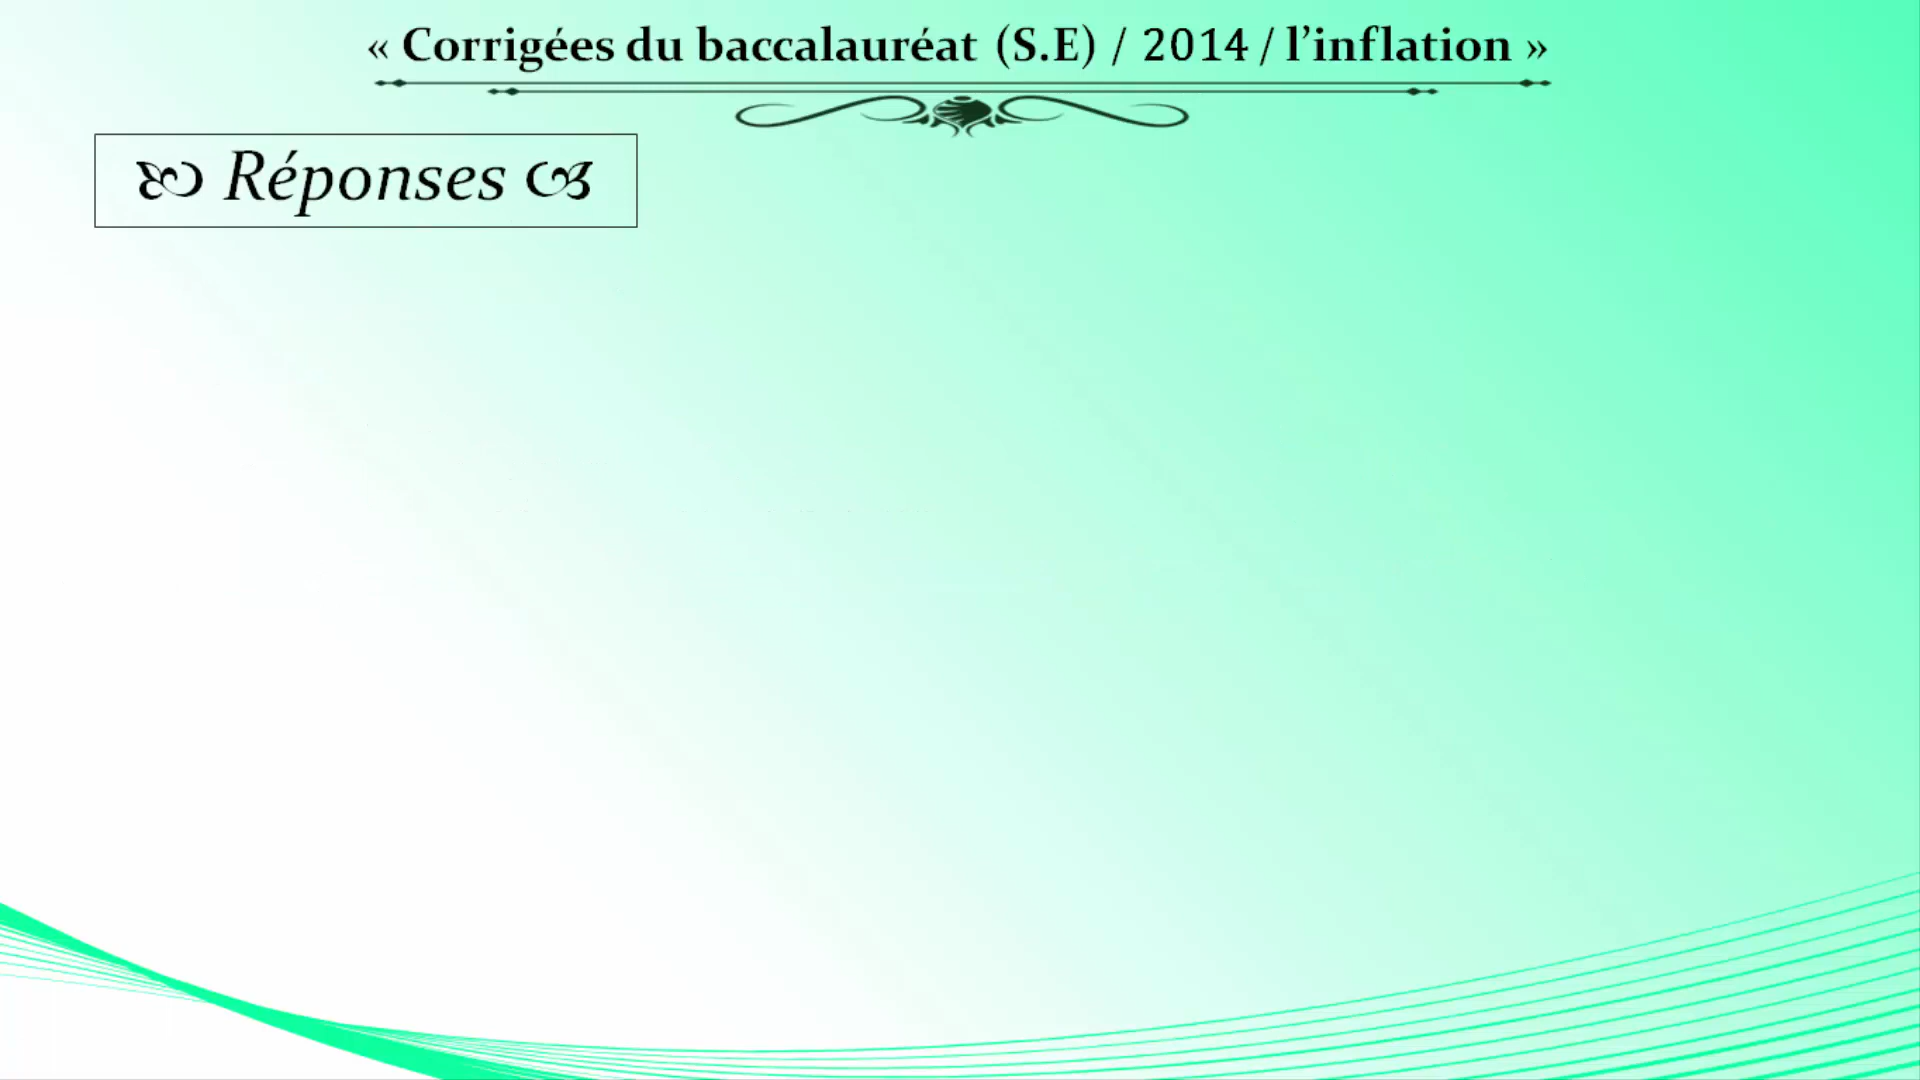 « Corrigées du baccalauréat (S.E) / 2014 / l’inflation »
Réponses